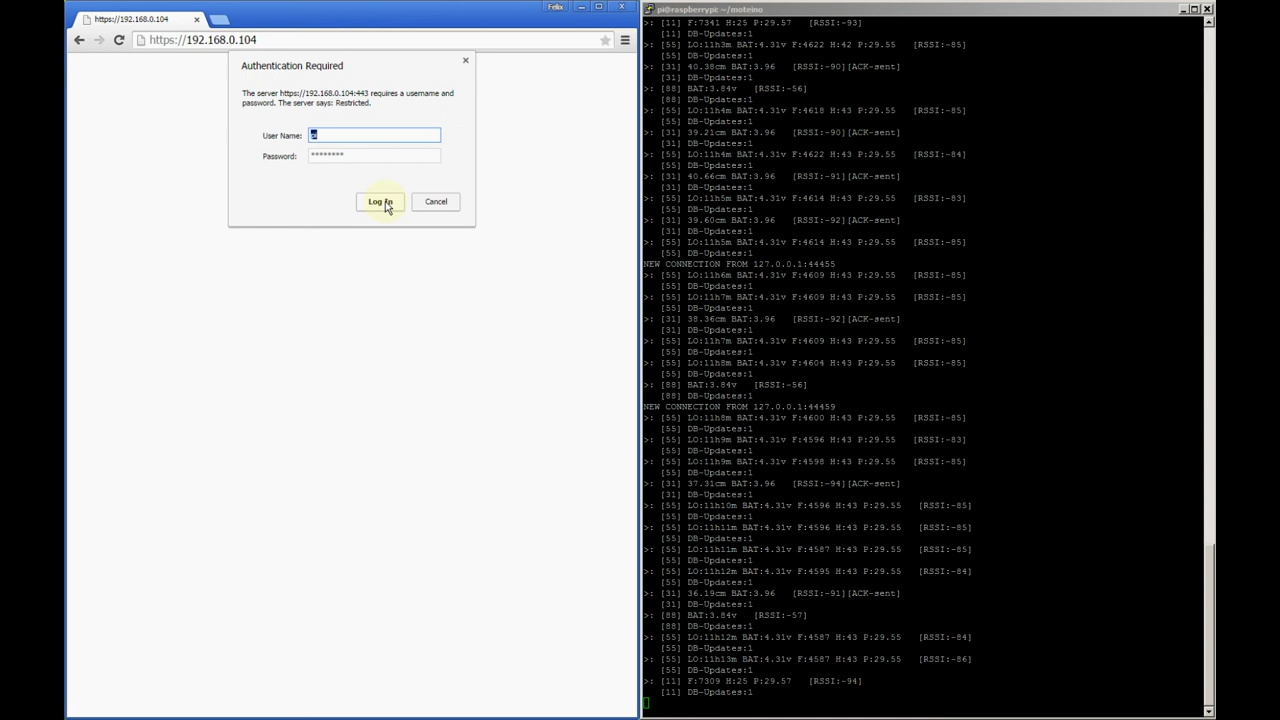 Felix
https://192.168.0.104
https://192.168.0.104
Authentication Required
The server https://192.168.0.104:443 requires a username and
password. The server says: Restricted.
User Name: pi
Password: ********
Log In
Cancel
pi@raspberrypi: ~/moteino
>: [11] F:7341 H:25 P:29.57 [RSSI:-93]
[11] DB-Updates:1
>: [55] LO:11h3m BAT:4.31v F:4622 H:42 P:29.55 [RSSI:-85]
[55] DB-Updates:1
>: [31] 40.38cm BAT:3.96 [RSSI:-90][ACK-sent]
[31] DB-Updates:1
>: [88] BAT:3.84v [RSSI:-56]
[88] DB-Updates:1
>: [55] LO:11h4m BAT:4.31v F:4618 H:43 P:29.55 [RSSI:-85]
[55] DB-Updates:1
>: [31] 39.21cm BAT:3.96 [RSSI:-90][ACK-sent]
[31] DB-Updates:1
>: [55] LO:11h4m BAT:4.31v F:4622 H:43 P:29.55 [RSSI:-84]
[55] DB-Updates:1
>: [31] 40.66cm BAT:3.96 [RSSI:-91][ACK-sent]
[31] DB-Updates:1
>: [55] LO:11h5m BAT:4.31v F:4614 H:43 P:29.55 [RSSI:-83]
[55] DB-Updates:1
>: [31] 39.60cm BAT:3.96 [RSSI:-92][ACK-sent]
[31] DB-Updates:1
>: [55] LO:11h5m BAT:4.31v F:4614 H:43 P:29.55 [RSSI:-85]
[55] DB-Updates:1
NEW CONNECTION FROM 127.0.0.1:44455
>: [55] LO:11h6m BAT:4.31v F:4609 H:43 P:29.55 [RSSI:-85]
[55] DB-Updates:1
>: [55] LO:11h7m BAT:4.31v F:4609 H:43 P:29.55 [RSSI:-85]
[55] DB-Updates:1
>: [31] 38.36cm BAT:3.96 [RSSI:-92][ACK-sent]
[31] DB-Updates:1
>: [55] LO:11h7m BAT:4.31v F:4609 H:43 P:29.55 [RSSI:-85]
[55] DB-Updates:1
>: [55] LO:11h8m BAT:4.31v F:4604 H:43 P:29.55 [RSSI:-85]
[55] DB-Updates:1
>: [88] BAT:3.84v [RSSI:-56]
[88] DB-Updates:1
NEW CONNECTION FROM 127.0.0.1:44459
>: [55] LO:11h8m BAT:4.31v F:4600 H:43 P:29.55 [RSSI:-85]
[55] DB-Updates:1
>: [55] LO:11h9m BAT:4.31v F:4596 H:43 P:29.55 [RSSI:-83]
[55] DB-Updates:1
>: [55] LO:11h9m BAT:4.31v F:4598 H:43 P:29.55 [RSSI:-85]
[55] DB-Updates:1
>: [31] 37.31cm BAT:3.96 [RSSI:-94][ACK-sent]
[31] DB-Updates:1
>: [55] LO:11h10m BAT:4.31v F:4596 H:43 P:29.55 [RSSI:-85]
[55] DB-Updates:1
>: [55] LO:11h11m BAT:4.31v F:4596 H:43 P:29.55 [RSSI:-85]
[55] DB-Updates:1
>: [55] LO:11h11m BAT:4.31v F:4587 H:43 P:29.55 [RSSI:-85]
[55] DB-Updates:1
>: [55] LO:11h12m BAT:4.31v F:4595 H:43 P:29.55 [RSSI:-84]
[55] DB-Updates:1
>: [31] 36.19cm BAT:3.96 [RSSI:-91][ACK-sent]
[31] DB-Updates:1
>: [88] BAT:3.84v [RSSI:-57]
[88] DB-Updates:1
>: [55] LO:11h12m BAT:4.31v F:4587 H:43 P:29.55 [RSSI:-84]
[55] DB-Updates:1
>: [55] LO:11h13m BAT:4.31v F:4587 H:43 P:29.55 [RSSI:-86]
[55] DB-Updates:1
>: [11] F:7309 H:25 P:29.57 [RSSI:-94]
[11] DB-Updates:1